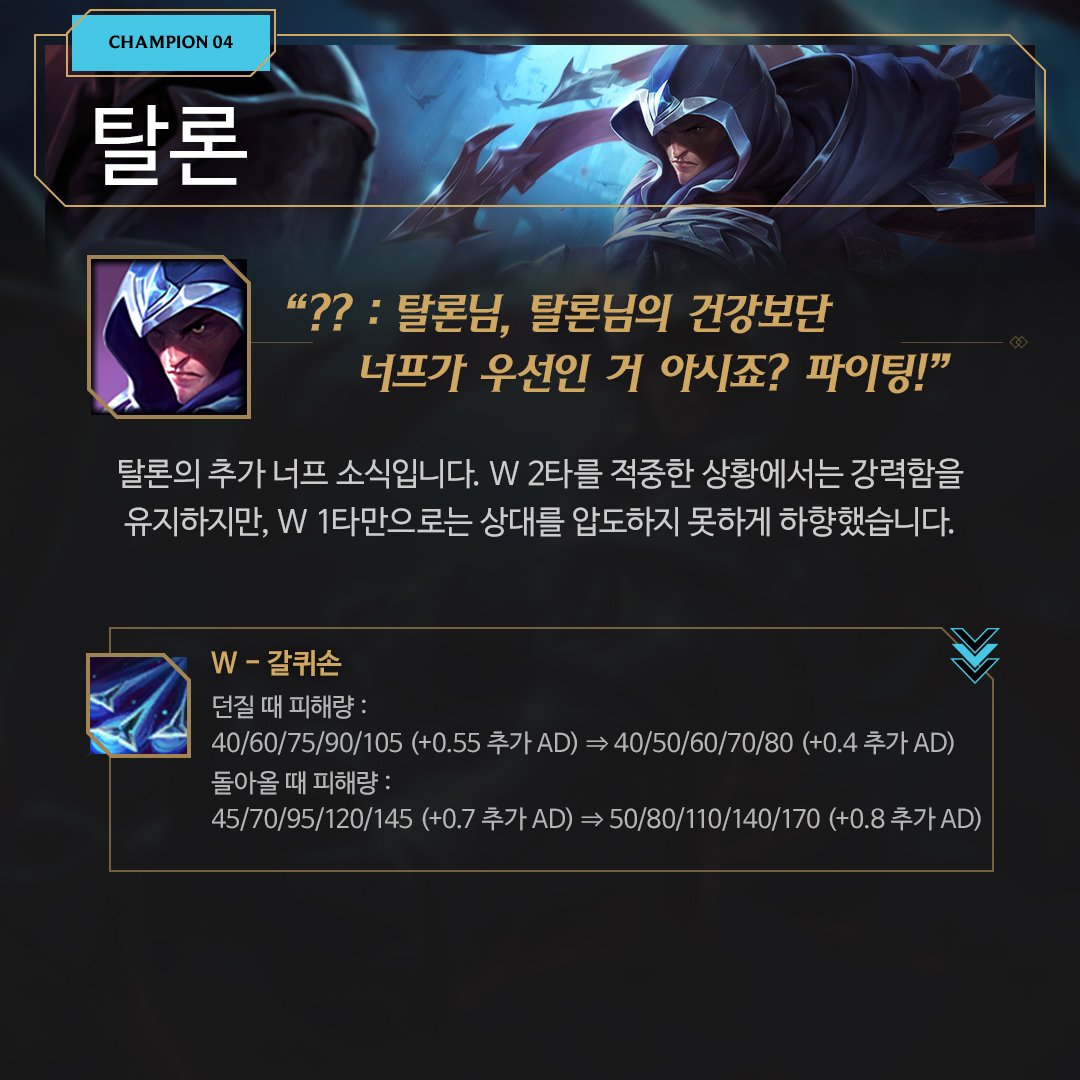 CHAMPION 04
탈론
“?? : 탈론님, 탈론님의 건강보단
너프가 우선인 거 아시죠? 파이팅!”
탈론의 추가 너프 소식입니다. W 2타를 적중한 상황에서는 강력함을
유지하지만, W 1타만으로는 상대를 압도하지 못하게 하향했습니다.
W - 갈퀴손
던질 때 피해량 :
40/60/75/90/105 (+0.55 추가 AD) ⇒ 40/50/60/70/80 (+0.4 추가 AD)
돌아올 때 피해량 :
45/70/95/120/145 (+0.7 추가 AD) ⇒ 50/80/110/140/170 (+0.8 추가 AD)